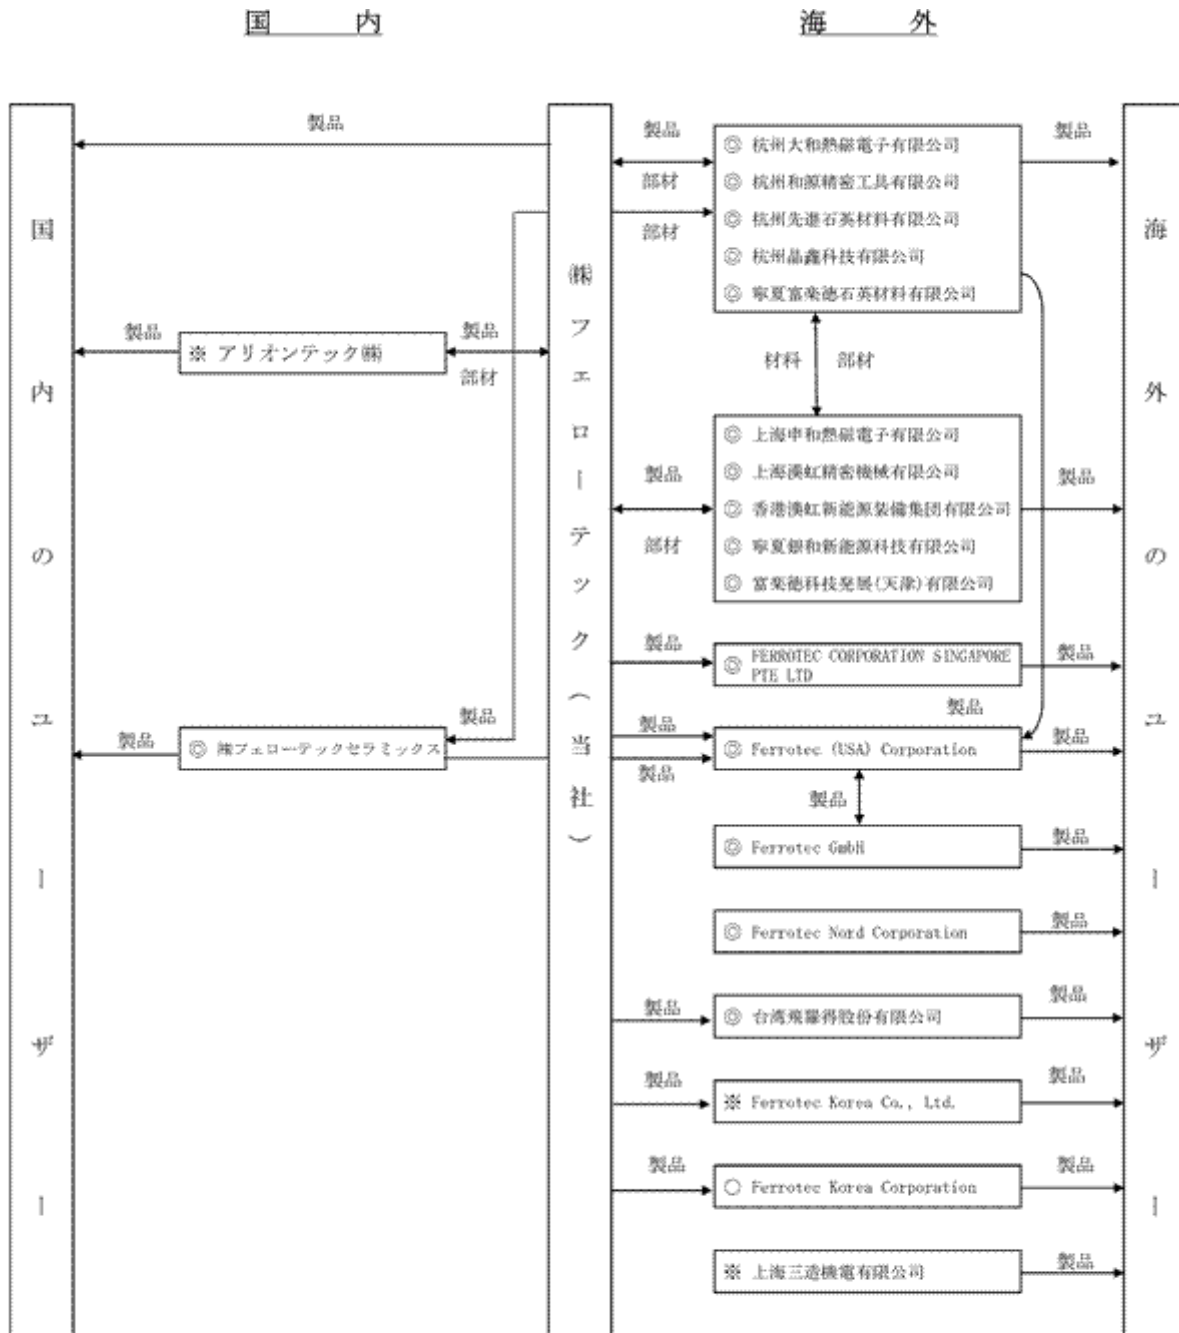 国　　内
海　　外
国内のユーザー
㈱フェローテック(当社)
海外のユーザー
製品
製品
部材
部材
◎ 杭州大和熱磁電子有限公司
◎ 杭州和源精密工具有限公司
◎ 杭州先進石英材料有限公司
◎ 杭州晶鑫科技有限公司
◎ 寧夏富楽徳石英材料有限公司
製品
製品
※ アリオンテック㈱
製品
部材
材料　部材
製品
部材
◎ 上海申和熱磁電子有限公司
◎ 上海漢虹精密機械有限公司
◎ 香港漢虹新能源装備集団有限公司
◎ 寧夏銀和新能源科技有限公司
◎ 富楽徳科技発展(天津)有限公司
製品
製品
◎ FERROTEC CORPORATION SINGAPORE
PTE LTD
製品
製品
製品
◎ ㈱フェローテックセラミックス
製品
製品
製品
◎ Ferrotec (USA) Corporation
製品
製品
◎ Ferrotec GmbH
製品
◎ Ferrotec Nord Corporation
製品
製品
◎ 台湾飛羅得股份有限公司
製品
製品
※ Ferrotec Korea Co., Ltd.
製品
製品
○ Ferrotec Korea Corporation
製品
※ 上海三造機電有限公司
製品